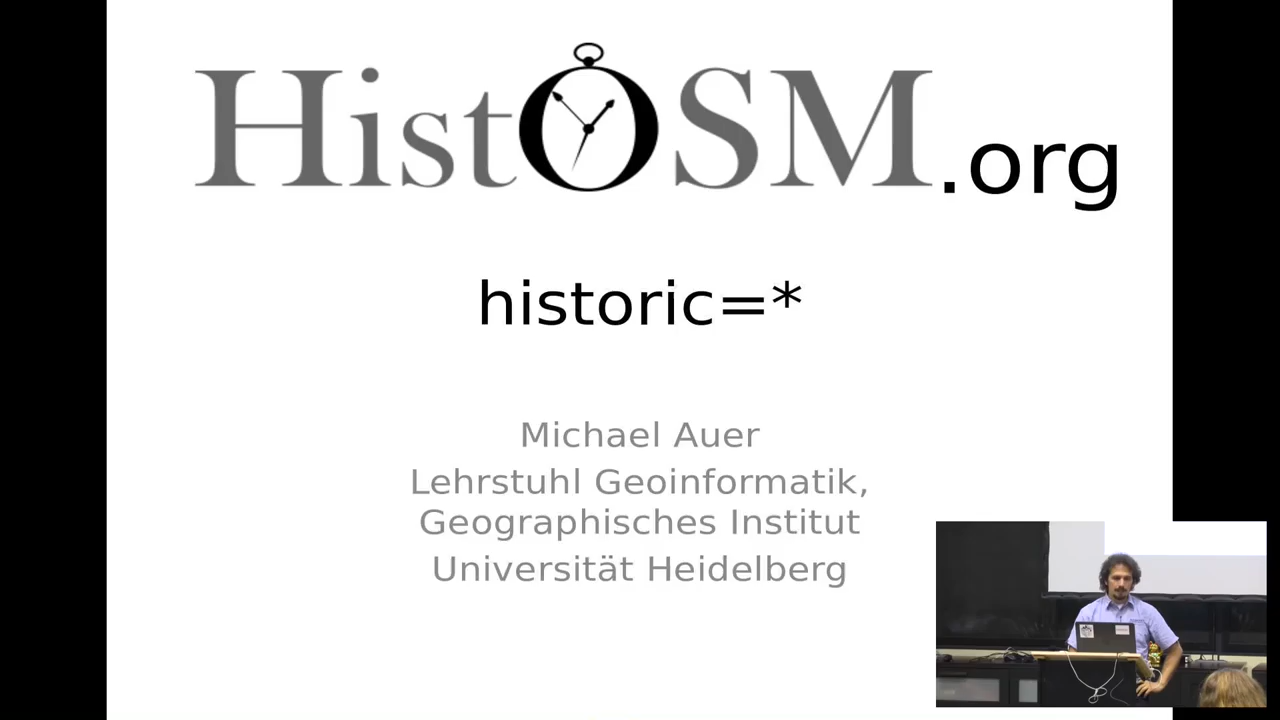 HistOSM.org
historic=*
Michael Auer
Lehrstuhl Geoinformatik,
Geographisches Institut
Universität Heidelberg